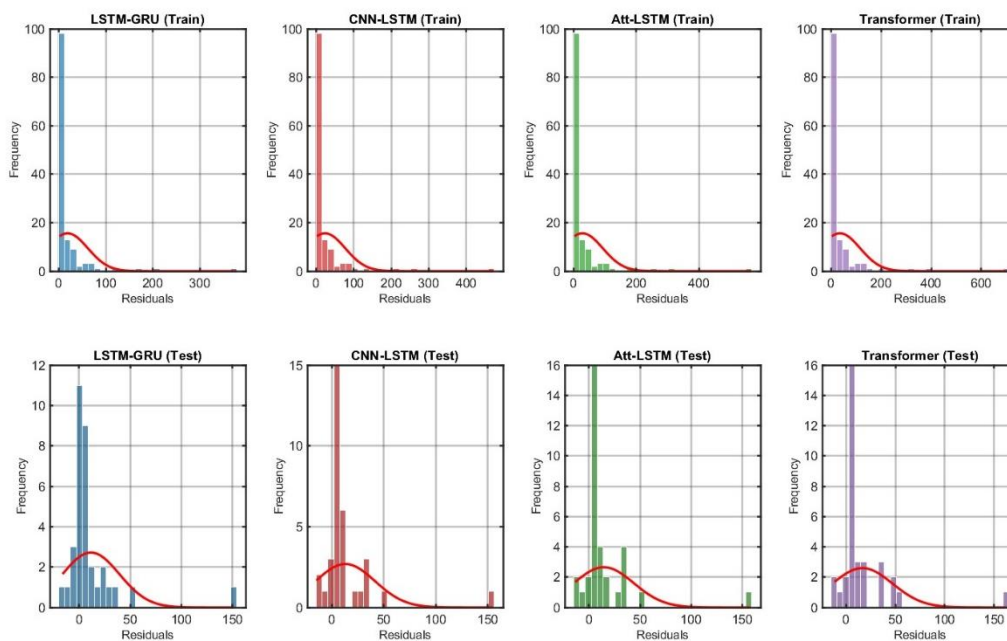 LSTM-GRU (Train)
100
80
60
40
20
0
Frequency
0 100 200 300
Residuals
CNN-LSTM (Train)
100
80
60
40
20
0
Frequency
0 100 200 300 400
Residuals
Att-LSTM (Train)
100
80
60
40
20
0
Frequency
0 200 400
Residuals
Transformer (Train)
100
80
60
40
20
0
Frequency
0 200 400 600
Residuals
LSTM-GRU (Test)
12
10
8
6
4
2
0
Frequency
0 50 100 150
Residuals
CNN-LSTM (Test)
15
10
5
0
Frequency
0 50 100 150
Residuals
Att-LSTM (Test)
16
14
12
10
8
6
4
2
0
Frequency
0 50 100 150
Residuals
Transformer (Test)
16
14
12
10
8
6
4
2
0
Frequency
0 50 100 150
Residuals